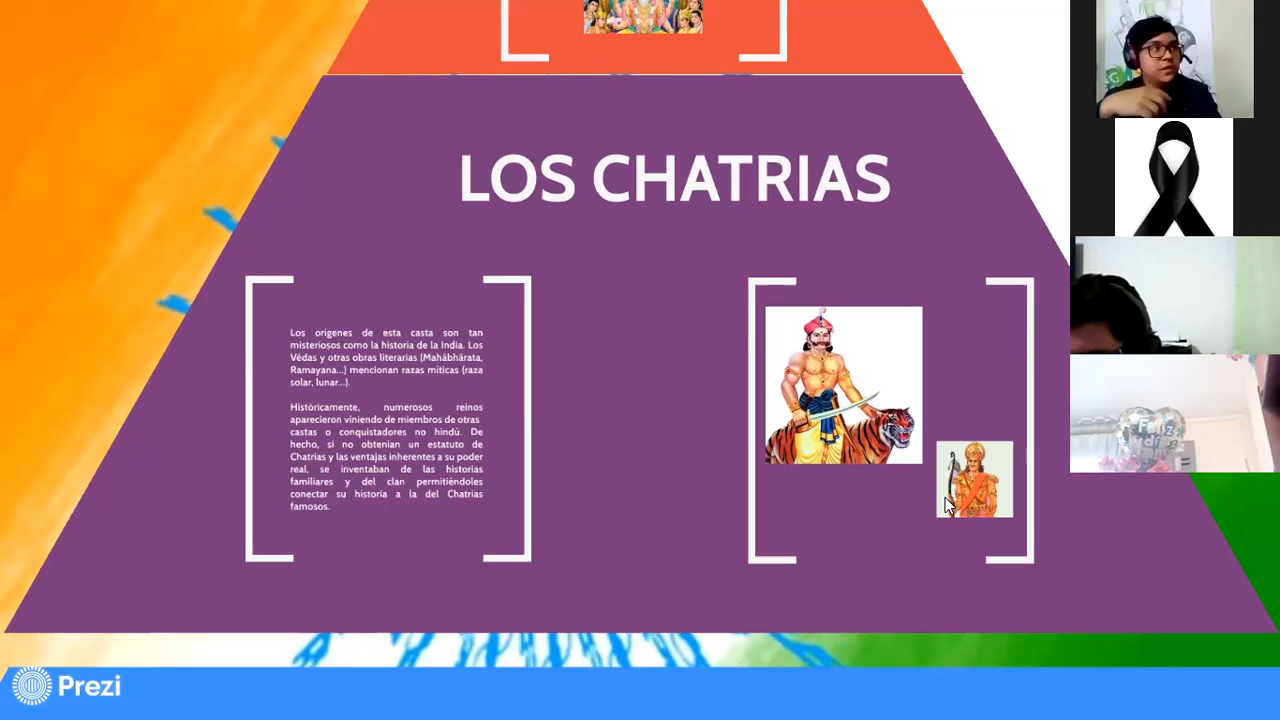 LOS CHATRIAS
Los orígenes de esta casta son tan
misteriosos como la historia de la India. Los
Védas y otras obras literarias (Mahâbhârata,
Ramayana...) mencionan razas míticas (raza
solar, lunar...).
Históricamente, numerosos reinos
aparecieron viniendo de miembros de otras
castas o conquistadores no hindú. De
hecho, si no obtenían un estatuto de
Chatrias y las ventajas inherentes a su poder
real, se inventaban de las historias
familiares y del clan permitiéndoles
conectar su historia a la del Chatrias
famosos.
Feliz
Prezi